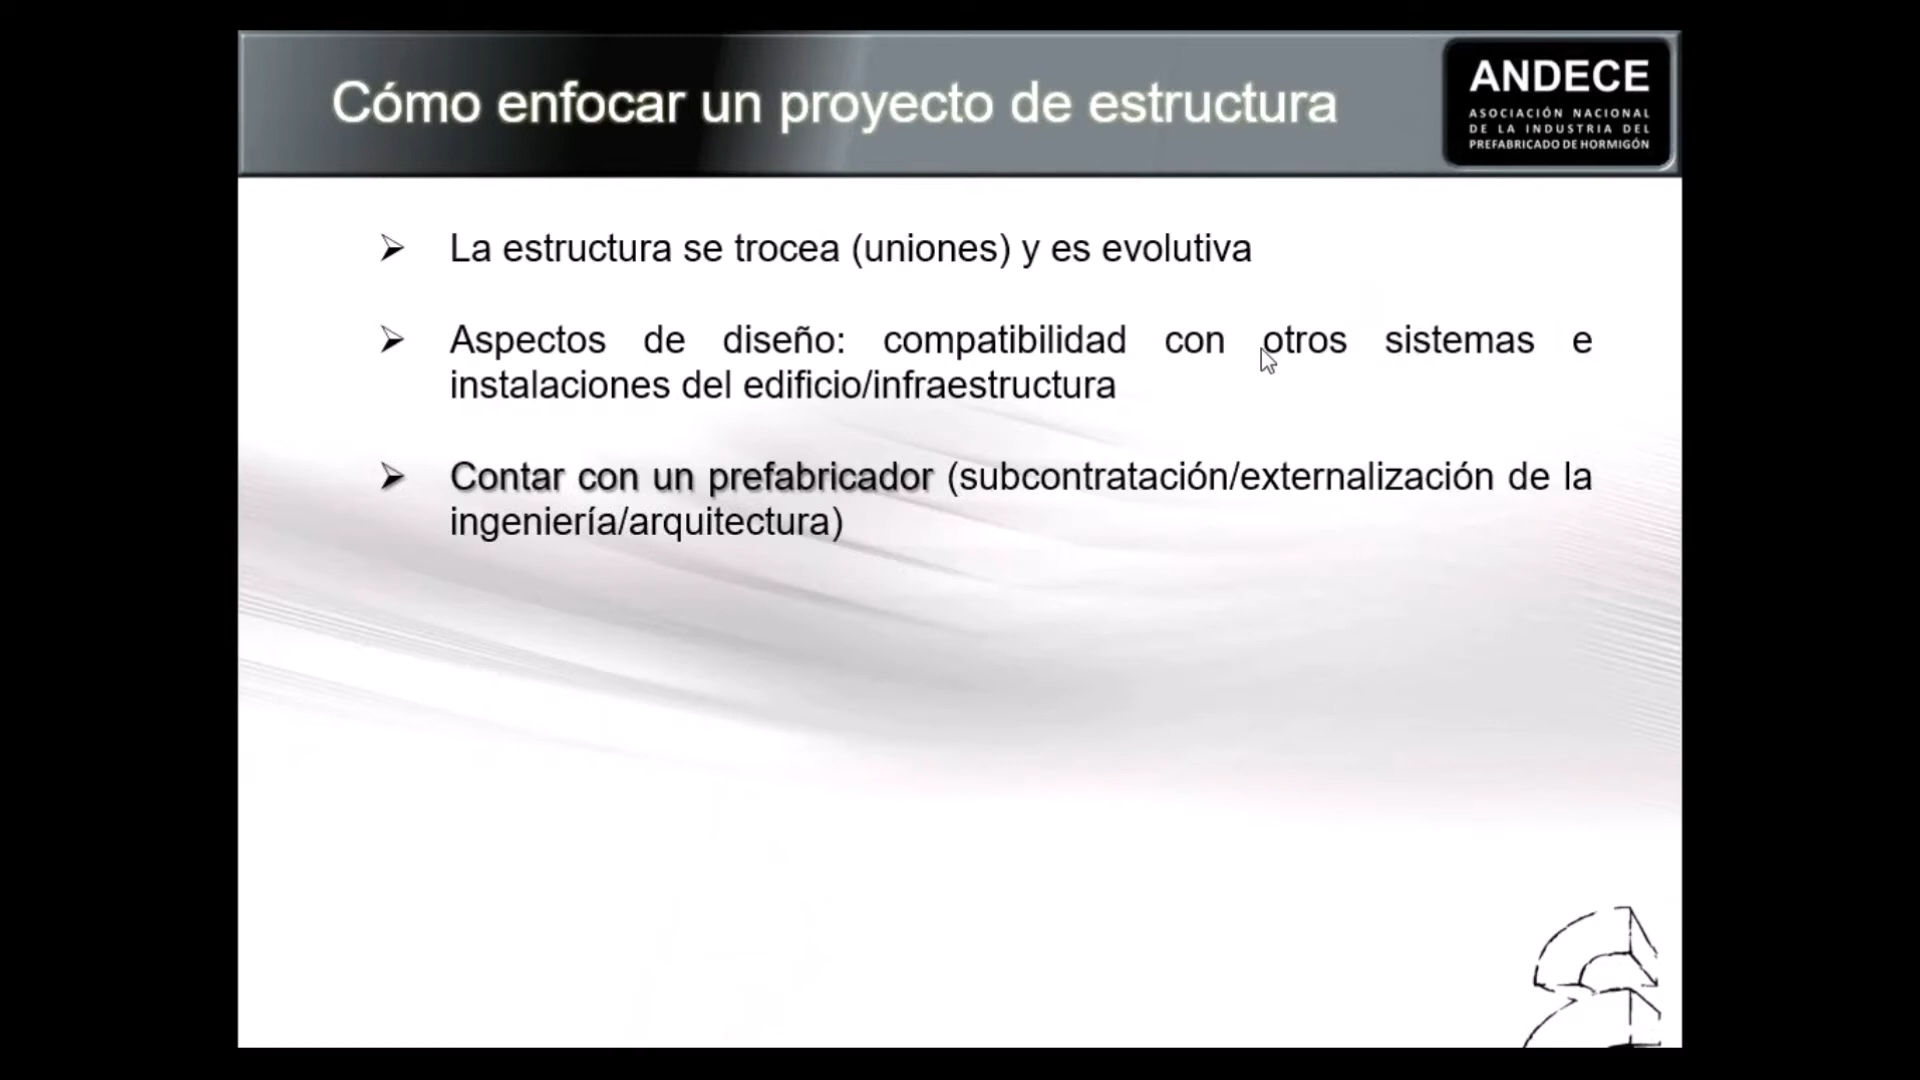 Cómo enfocar un proyecto de estructura
ANDECE
ASOCIACIÓN NACIONAL
DE LA INDUSTRIA DEL
PREFABRICADO DE HORMIGÓN
La estructura se trocea (uniones) y es evolutiva
Aspectos de diseño: compatibilidad con otros sistemas e
instalaciones del edificio/infraestructura
Contar con un prefabricador (subcontratación/externalización de la
ingeniería/arquitectura)